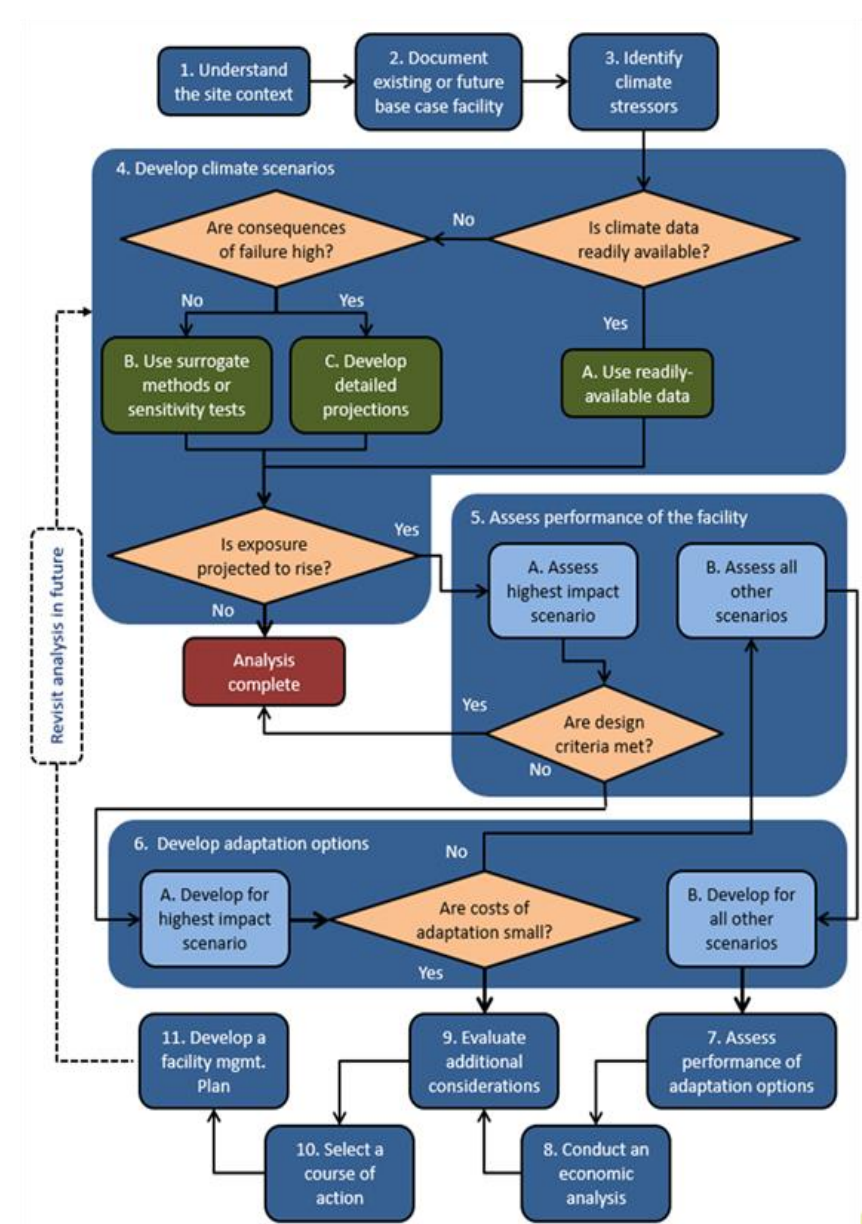 1. Understand
the site context
2. Document
existing or future
base case facility
3. Identify
climate
stressors
4. Develop climate scenarios
Are consequences
of failure high?
No
Is climate data
readily available?
No
Yes
Yes
B. Use surrogate
methods or
sensitivity tests
C. Develop
detailed
projections
A. Use readily-
available data
Is exposure
projected to rise?
Yes
No
5. Assess performance of the facility
A. Assess
highest impact
scenario
B. Assess all
other
scenarios
Analysis
complete
Yes
Are design
criteria met?
No
Revisit analysis in future
6. Develop adaptation options
No
A. Develop for
highest impact
scenario
Are costs of
adaptation small?
Yes
B. Develop for
all other
scenarios
11. Develop a
facility mgmt.
Plan
9. Evaluate
additional
considerations
7. Assess
performance of
adaptation options
10. Select a
course of
action
8. Conduct an
economic
analysis